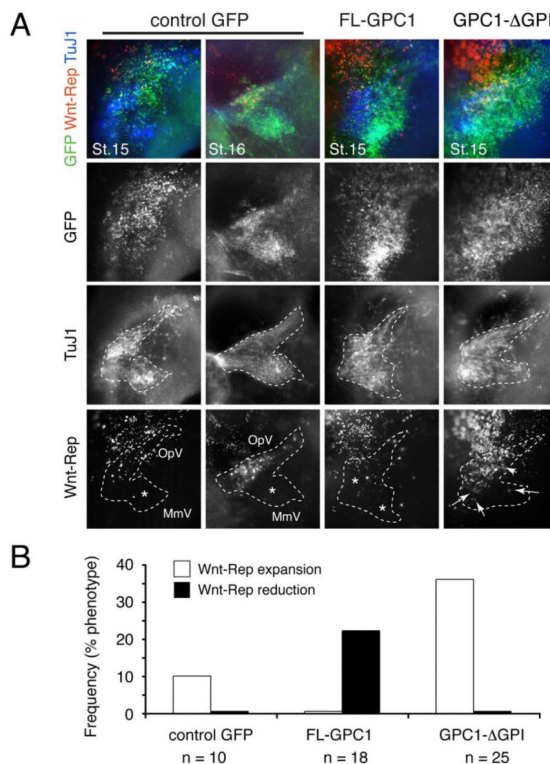 A
control GFP FL-GPC1 GPC1-ΔGPI
GFP Wnt-Rep TuJ1
St.15 St.16 St.15 St.15
GFP
TuJ1
Wnt-Rep
OpV OpV
* * * *
MmV MmV
B
Frequency (% phenotype)
40
30
20
10
0
Wnt-Rep expansion
Wnt-Rep reduction
control GFP FL-GPC1 GPC1-ΔGPI
n = 10 n = 18 n = 25